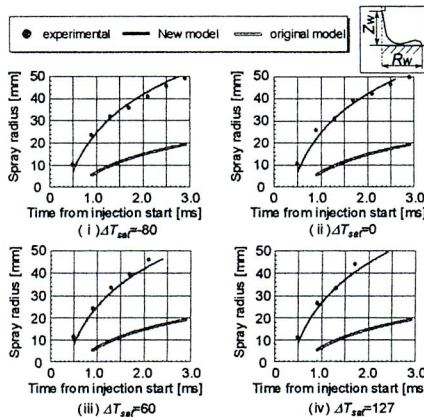 experimental New model original model
Zw
Rw
50
40
30
20
10
0
Spray radius [mm]
0 1.0 2.0 3.0
Time from injection start [ms]
( i )ΔTsat=-80
50
40
30
20
10
0
Spray radius [mm]
0 1.0 2.0 3.0
Time from injection start [ms]
( ii )ΔTsat=0
50
40
30
20
10
0
Spray radius [mm]
0 1.0 2.0 3.0
Time from injection start [ms]
(iii) ΔTsat=60
50
40
30
20
10
0
Spray radius [mm]
0 1.0 2.0 3.0
Time from injection start [ms]
(iv) ΔTsat=127